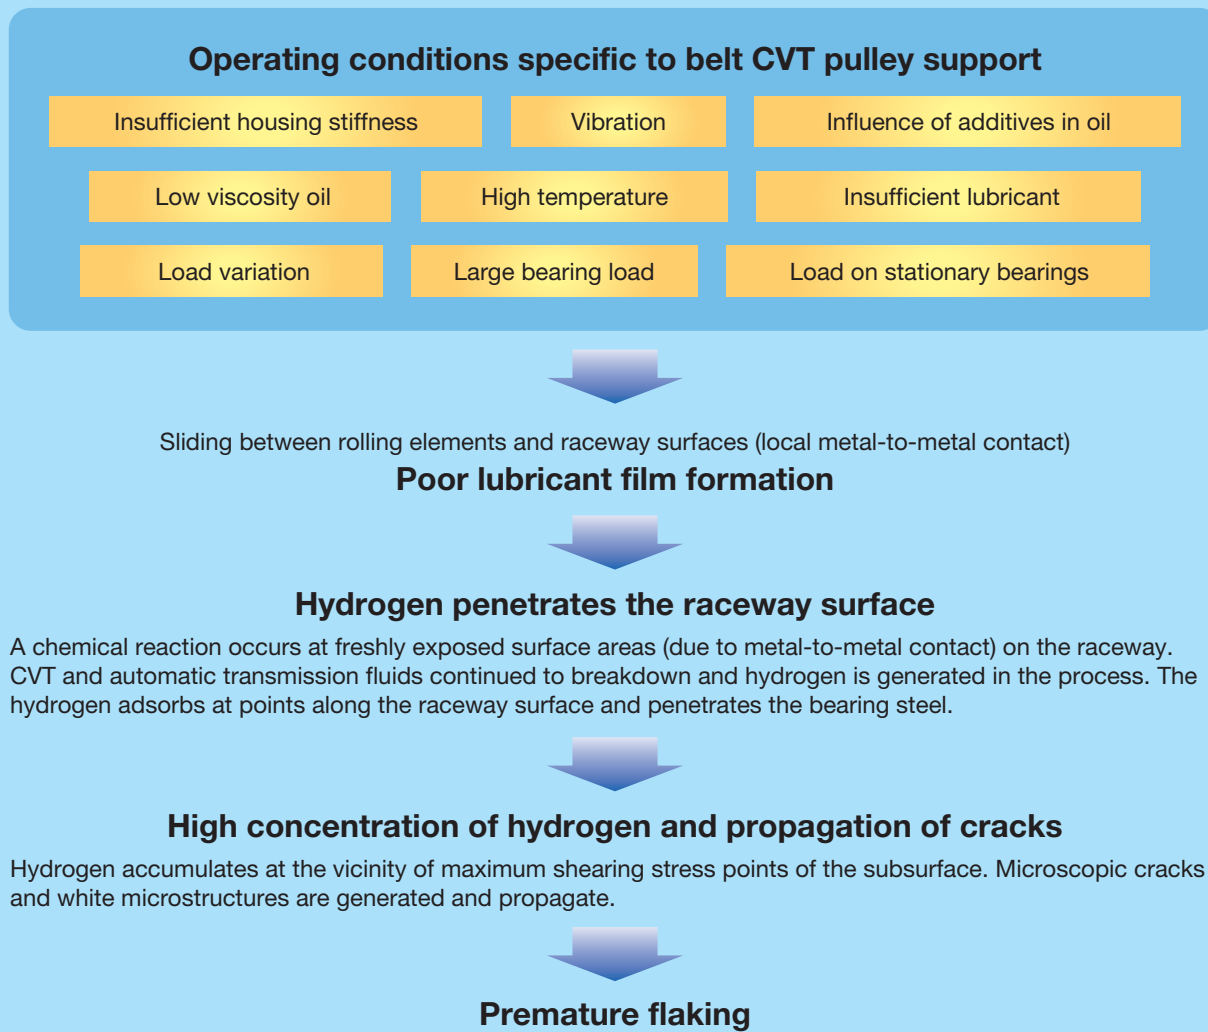 Operating conditions specific to belt CVT pulley support
Insufficient housing stiffness
Vibration
Influence of additives in oil
Low viscosity oil
High temperature
Insufficient lubricant
Load variation
Large bearing load
Load on stationary bearings
Sliding between rolling elements and raceway surfaces (local metal-to-metal contact)
Poor lubricant film formation
Hydrogen penetrates the raceway surface
A chemical reaction occurs at freshly exposed surface areas (due to metal-to-metal contact) on the raceway.
CVT and automatic transmission fluids continued to breakdown and hydrogen is generated in the process. The
hydrogen adsorbs at points along the raceway surface and penetrates the bearing steel.
High concentration of hydrogen and propagation of cracks
Hydrogen accumulates at the vicinity of maximum shearing stress points of the subsurface. Microscopic cracks
and white microstructures are generated and propagate.
Premature flaking